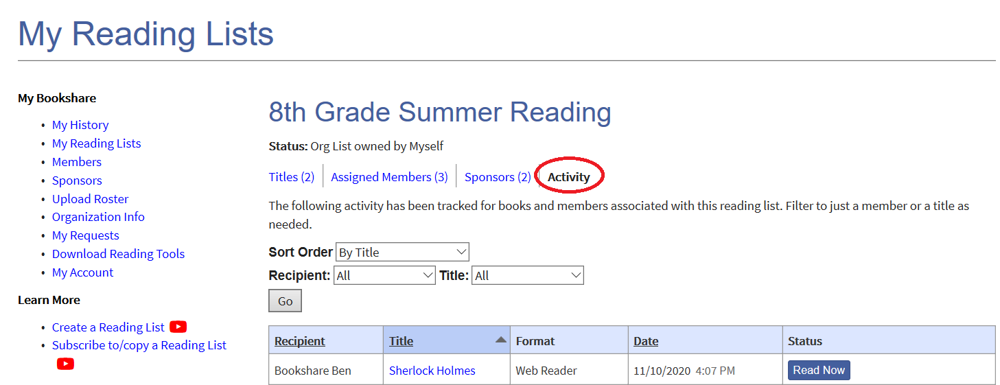 My Reading Lists
My Bookshare
My History
My Reading Lists
Members
Sponsors
Upload Roster
Organization Info
My Requests
Download Reading Tools
My Account
Learn More
Create a Reading List
Subscribe to/copy a Reading List
8th Grade Summer Reading
Status: Org List owned by Myself
Titles (2) Assigned Members (3) Sponsors (2) Activity
The following activity has been tracked for books and members associated with this reading list. Filter to just a member or a title as
needed.
Sort Order By Title
Recipient: All Title: All
Go
Recipient Title Format Date Status
Bookshare Ben Sherlock Holmes Web Reader 11/10/2020 4:07 PM Read Now